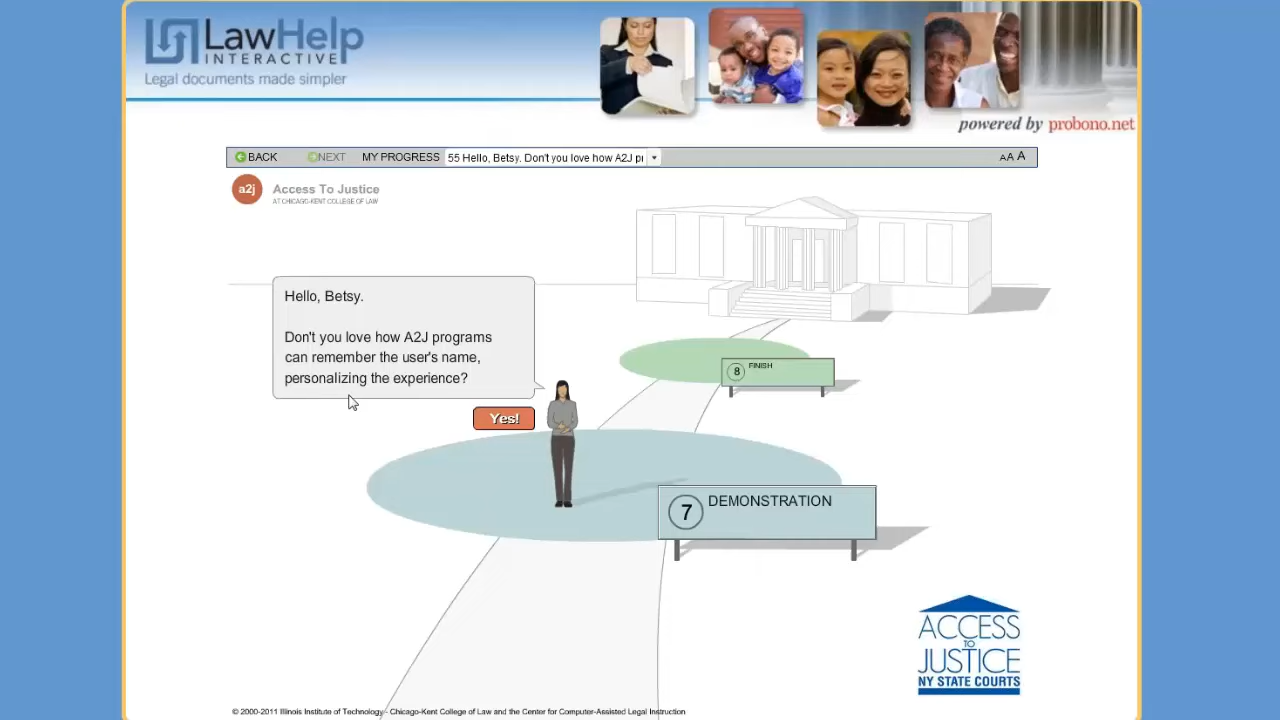 LawHelp
INTERACTIVE
Legal documents made simpler
powered by probono.net
BACK NEXT MY PROGRESS 55 Hello, Betsy. Don't you love how A2J pr AA A
a2j Access To Justice
AT CHICAGO-KENT COLLEGE OF LAW
Hello, Betsy.
Don't you love how A2J programs
can remember the user's name,
personalizing the experience?
Yes!
8 FINISH
7 DEMONSTRATION
ACCESS
TO
JUSTICE
NY STATE COURTS
© 2000-2011 Illinois Institute of Technology - Chicago-Kent College of Law and the Center for Computer-Assisted Legal Instruction